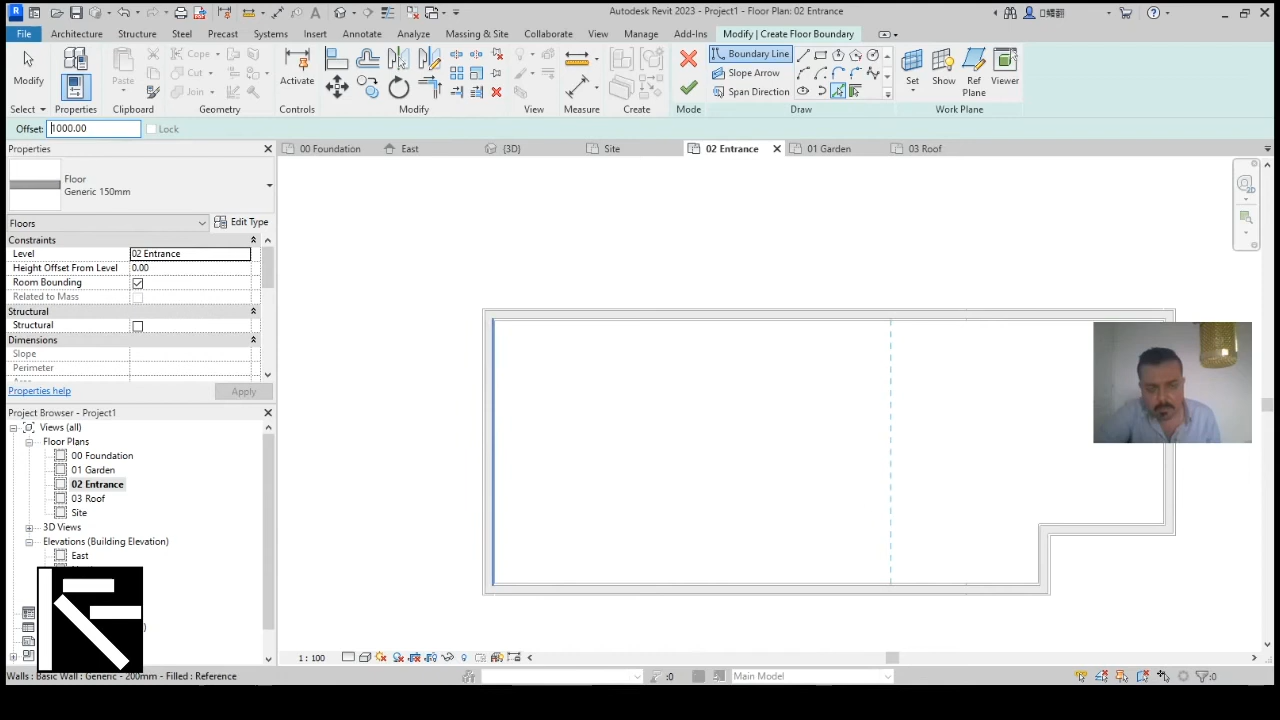 Autodesk Revit 2023 - Project1 - Floor Plan: 02 Entrance
File Architecture Structure Steel Precast Systems Insert Annotate Analyze Massing & Site Collaborate View Manage Add-Ins Modify | Create Floor Boundary
Modify
Paste
Cope
Cut
Join
Activate
Boundary Line
Slope Arrow
Span Direction
Set Show Ref Plane Viewer
Select Properties Clipboard Geometry Controls Modify View Measure Create Mode Draw Work Plane
Offset: 1000.00 Lock
Properties
00 Foundation East {3D} Site 02 Entrance 01 Garden 03 Roof
Floor
Generic 150mm
Floors Edit Type
Constraints
Level 02 Entrance
Height Offset From Level 0.00
Room Bounding
Related to Mass
Structural
Structural
Dimensions
Slope
Perimeter
Properties help Apply
Project Browser - Project1
Views (all)
Floor Plans
00 Foundation
01 Garden
02 Entrance
03 Roof
Site
3D Views
Elevations (Building Elevation)
East
1 : 100
Walls : Basic Wall : Generic - 200mm - Filled : Reference
:0 Main Model :0
2D